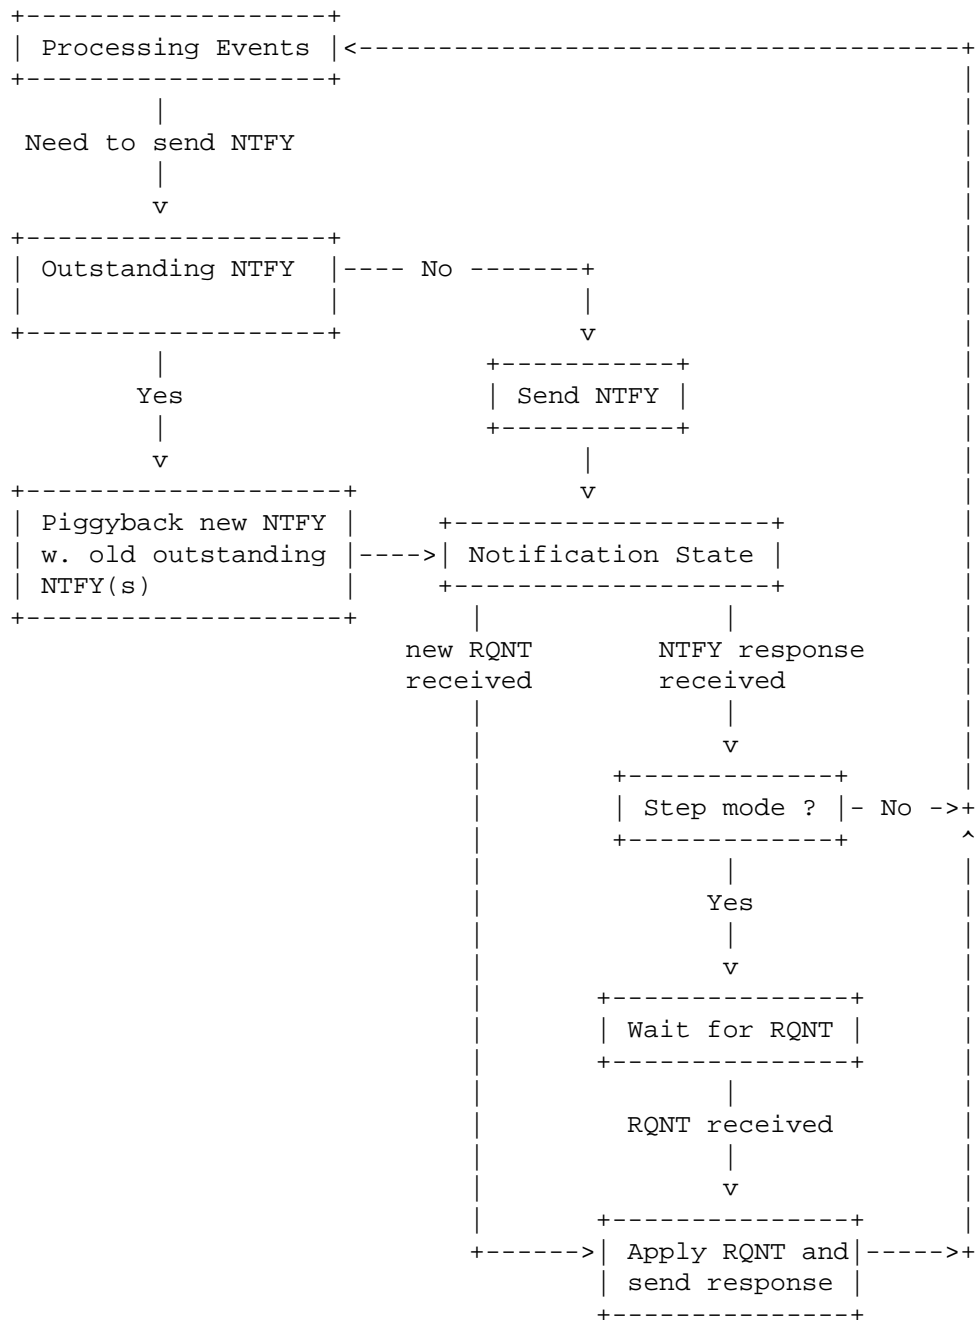 Processing Events
Need to send NTFY
Outstanding NTFY
No
Yes
Send NTFY
Piggyback new NTFY
w. old outstanding
NTFY(s)
Notification State
new RQNT
received
NTFY response
received
Step mode ?
No
Yes
Wait for RQNT
RQNT received
Apply RQNT and
send response